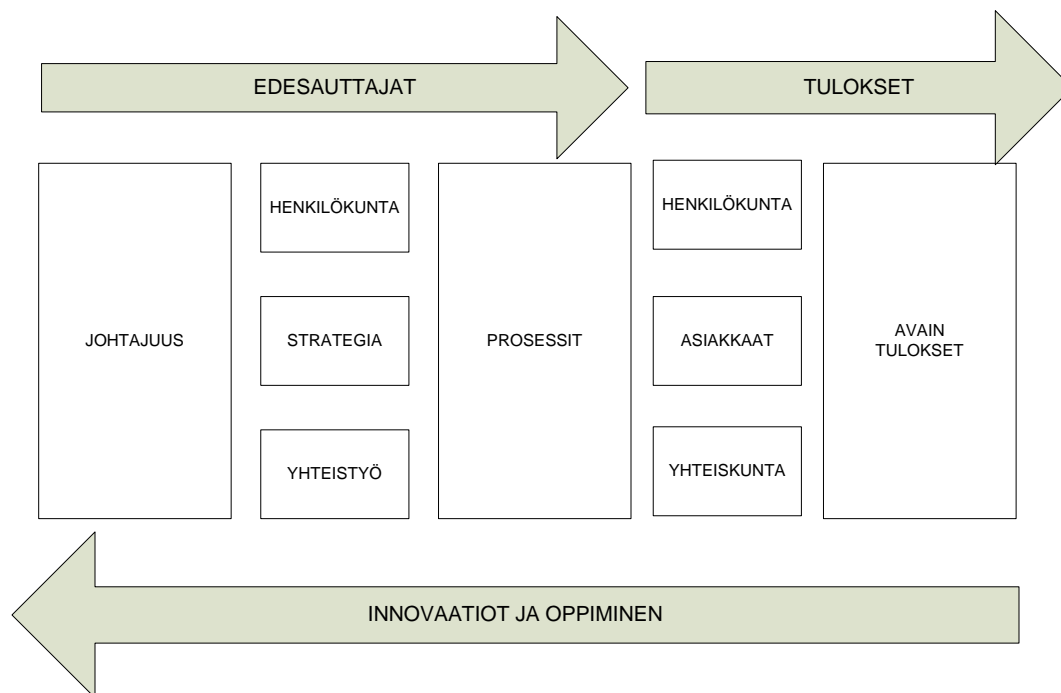 EDESAUTTAJAT
TULOKSET
JOHTAJUUS
HENKILÖKUNTA
STRATEGIA
YHTEISTYÖ
PROSESSIT
HENKILÖKUNTA
ASIAKKAAT
YHTEISKUNTA
AVAIN
TULOKSET
INNOVAATIOT JA OPPIMINEN